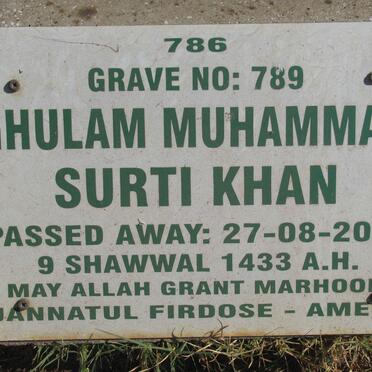 786
GRAVE NO: 789
HULAM MUHAMMA
SURTI KHAN
PASSED AWAY: 27-08-20
9 SHAWWAL 1433 A.H.
MAY ALLAH GRANT MARHOO
JANNATUL FIRDOSE - AME